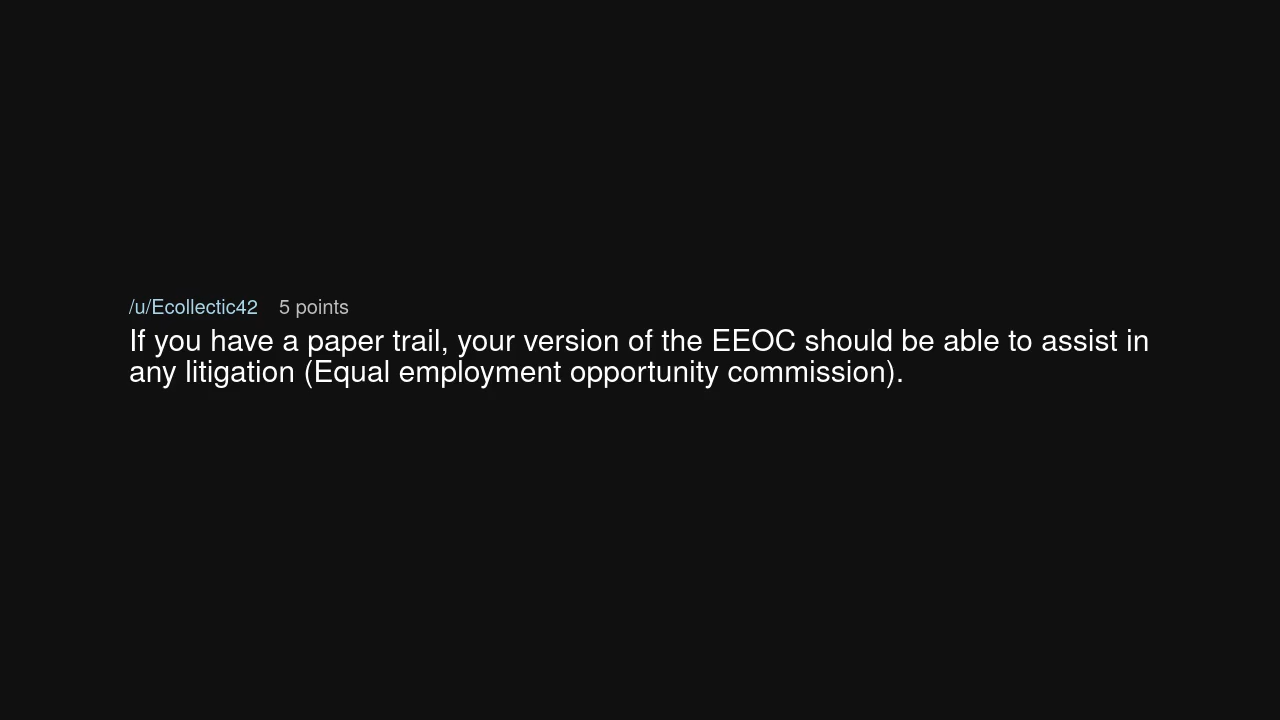 /u/Ecollectic42 5 points
If you have a paper trail, your version of the EEOC should be able to assist in
any litigation (Equal employment opportunity commission).